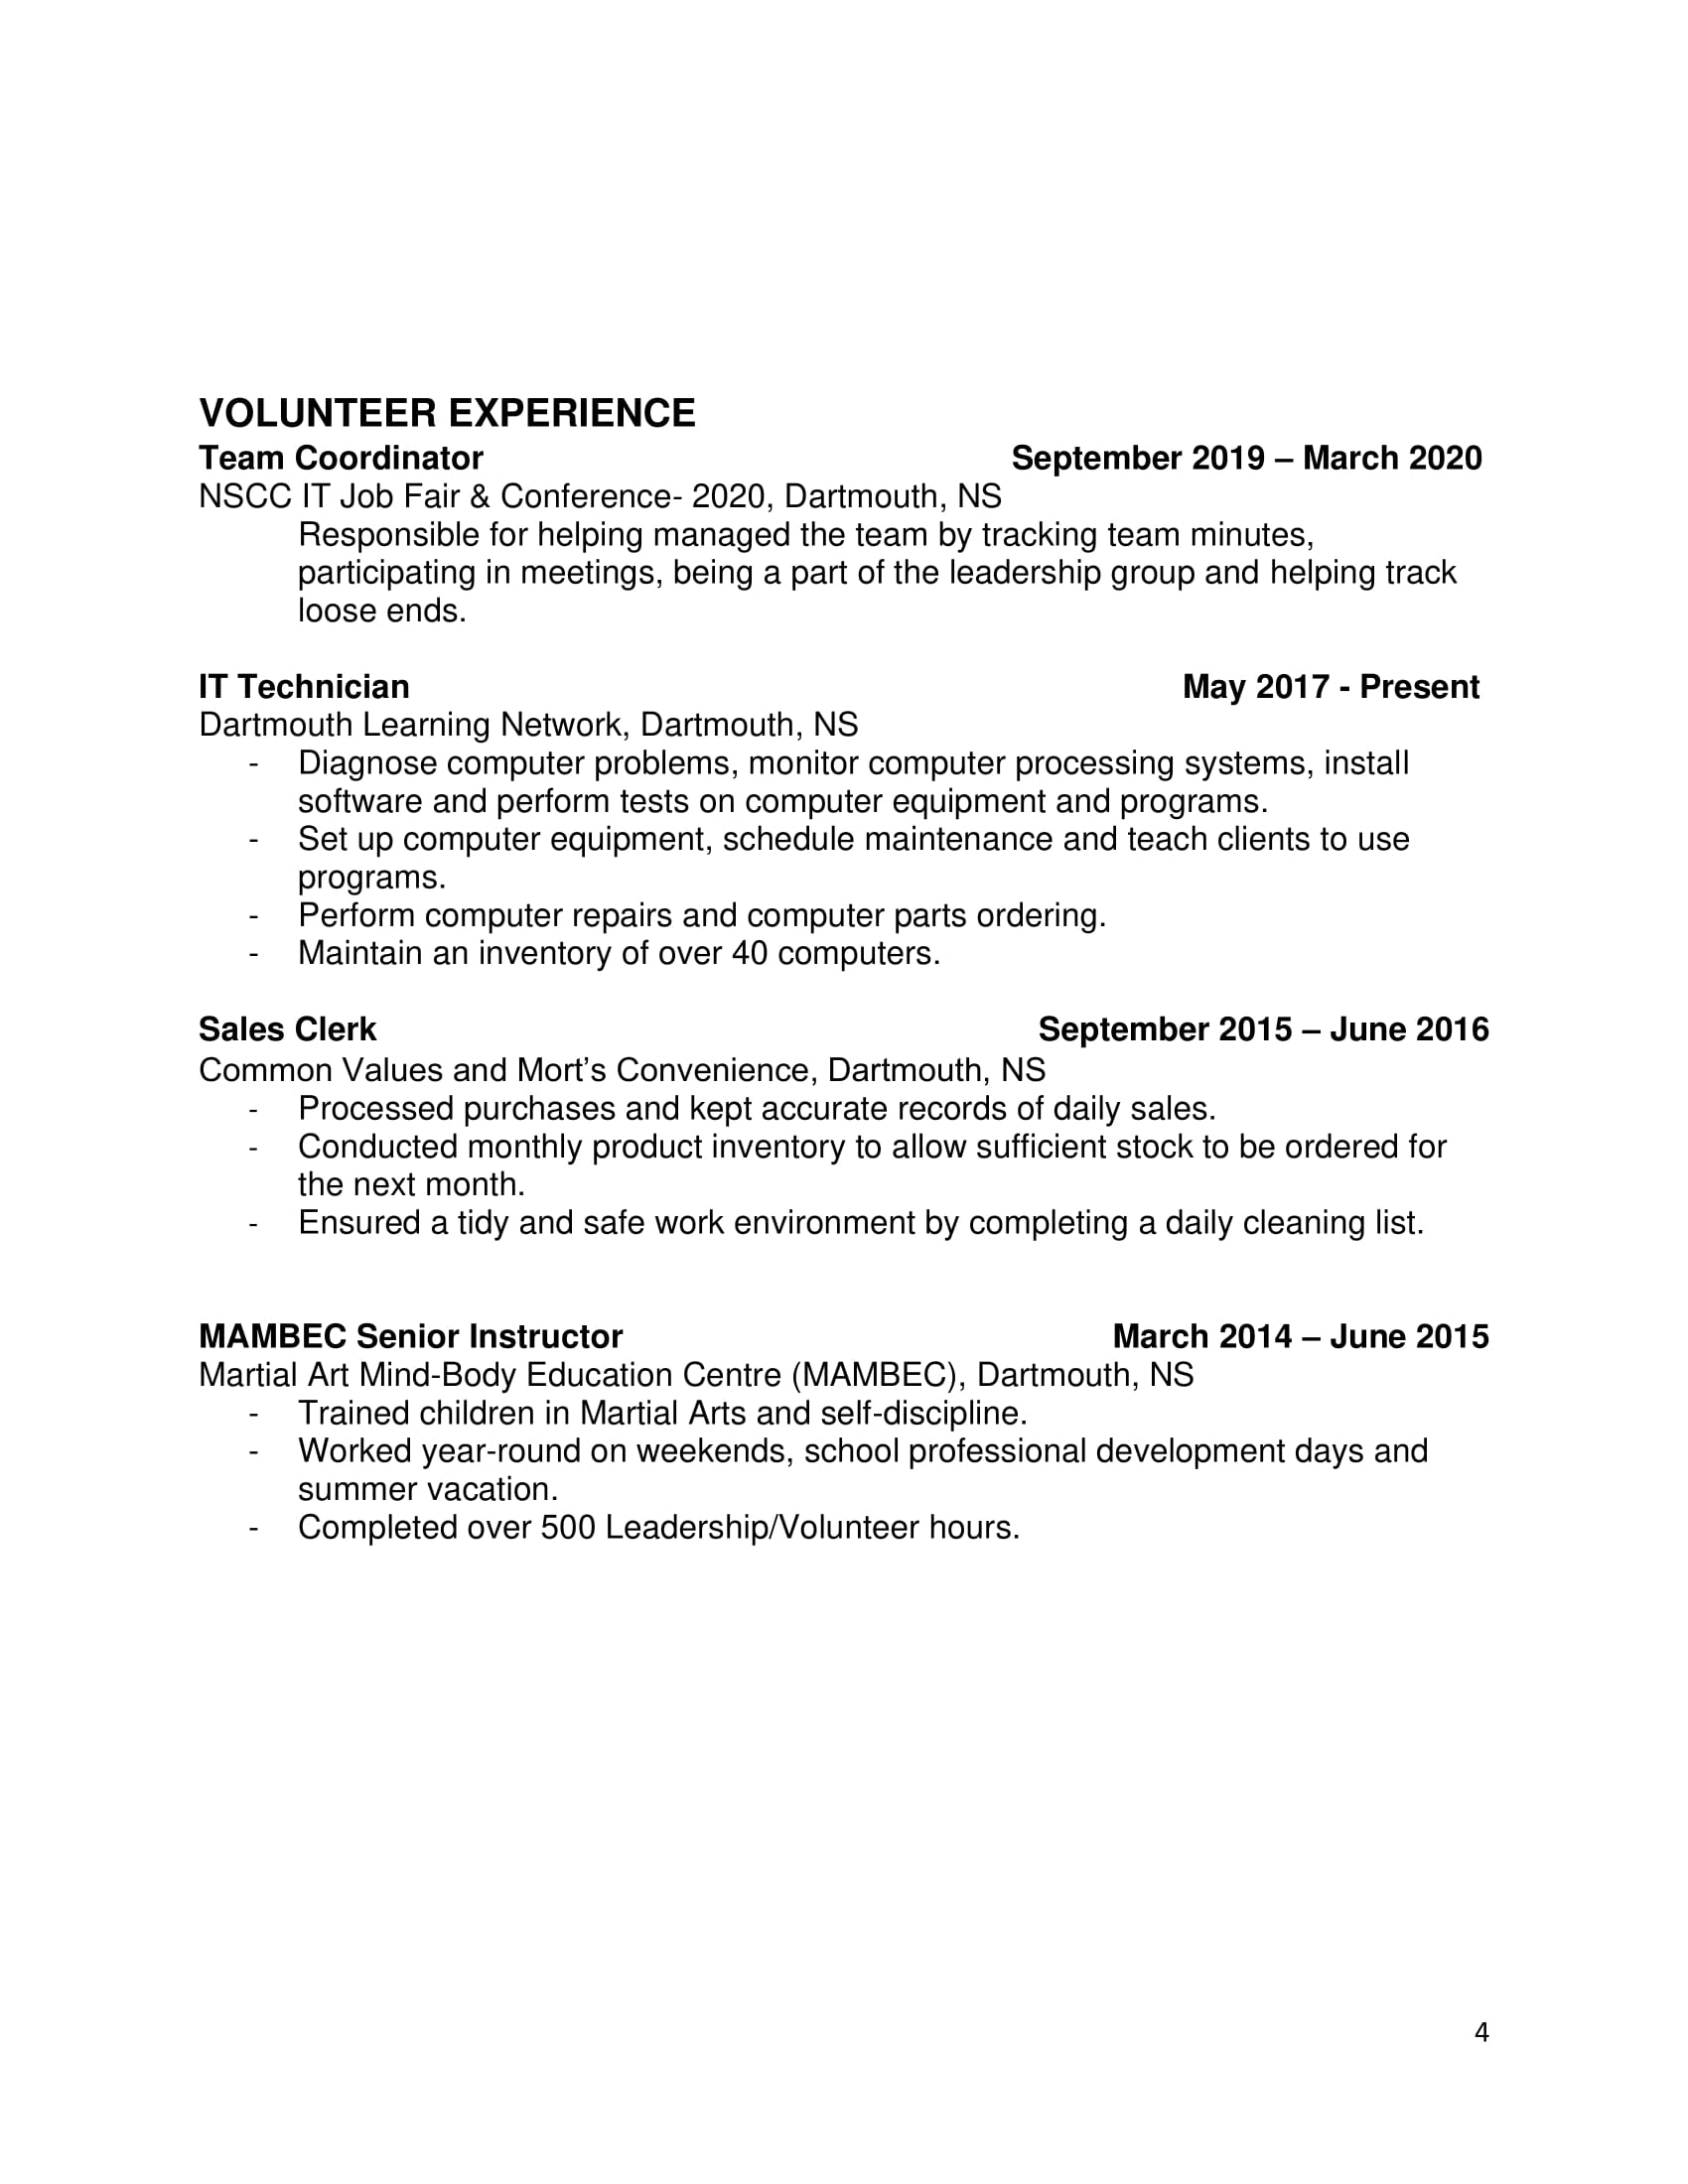 VOLUNTEER EXPERIENCE
Team Coordinator September 2019 – March 2020
NSCC IT Job Fair & Conference- 2020, Dartmouth, NS
Responsible for helping managed the team by tracking team minutes,
participating in meetings, being a part of the leadership group and helping track
loose ends.
IT Technician May 2017 - Present
Dartmouth Learning Network, Dartmouth, NS
- Diagnose computer problems, monitor computer processing systems, install
software and perform tests on computer equipment and programs.
- Set up computer equipment, schedule maintenance and teach clients to use
programs.
- Perform computer repairs and computer parts ordering.
- Maintain an inventory of over 40 computers.
Sales Clerk September 2015 – June 2016
Common Values and Mort’s Convenience, Dartmouth, NS
- Processed purchases and kept accurate records of daily sales.
- Conducted monthly product inventory to allow sufficient stock to be ordered for
the next month.
- Ensured a tidy and safe work environment by completing a daily cleaning list.
MAMBEC Senior Instructor March 2014 – June 2015
Martial Art Mind-Body Education Centre (MAMBEC), Dartmouth, NS
- Trained children in Martial Arts and self-discipline.
- Worked year-round on weekends, school professional development days and
summer vacation.
- Completed over 500 Leadership/Volunteer hours.
4